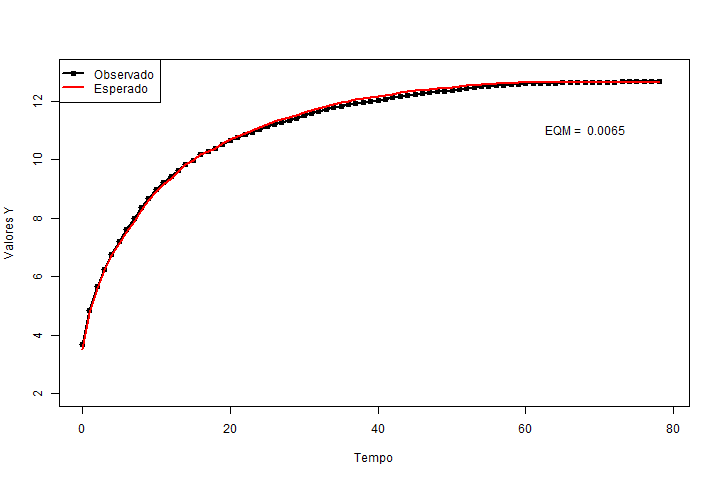 Observado
Esperado
12
10
8
6
4
2
EQM = 0.0065
Valores Y
0 20 40 60 80
Tempo